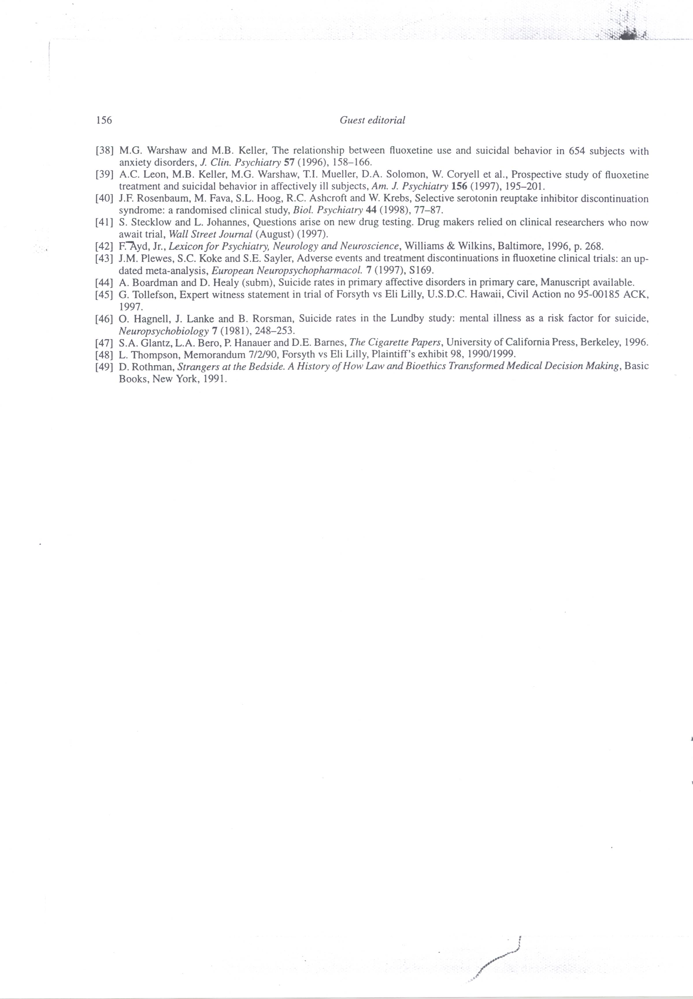 156
Guest editorial
[38] M.G. Warshaw and M.B. Keller, The relationship between fluoxetine use and suicidal behavior in 654 subjects with
anxiety disorders, J. Clin. Psychiatry 57 (1996), 158–166.
[39] A.C. Leon, M.B. Keller, M.G. Warshaw, T.I. Mueller, D.A. Solomon, W. Coryell et al., Prospective study of fluoxetine
treatment and suicidal behavior in affectively ill subjects, Am. J. Psychiatry 156 (1997), 195–201.
[40] J.F. Rosenbaum, M. Fava, S.L. Hoog, R.C. Ashcroft and W. Krebs, Selective serotonin reuptake inhibitor discontinuation
syndrome: a randomised clinical study, Biol. Psychiatry 44 (1998), 77–87.
[41] S. Stecklow and L. Johannes, Questions arise on new drug testing. Drug makers relied on clinical researchers who now
await trial, Wall Street Journal (August) (1997).
[42] F. Ayd, Jr., Lexicon for Psychiatry, Neurology and Neuroscience, Williams & Wilkins, Baltimore, 1996, p. 268.
[43] J.M. Plewes, S.C. Koke and S.E. Sayler, Adverse events and treatment discontinuations in fluoxetine clinical trials: an up-
dated meta-analysis, European Neuropsychopharmacol. 7 (1997), S169.
[44] A. Boardman and D. Healy (subm), Suicide rates in primary affective disorders in primary care, Manuscript available.
[45] G. Tollefson, Expert witness statement in trial of Forsyth vs Eli Lilly, U.S.D.C. Hawaii, Civil Action no 95-00185 ACK,
1997.
[46] O. Hagnell, J. Lanke and B. Rorsman, Suicide rates in the Lundby study: mental illness as a risk factor for suicide,
Neuropsychobiology 7 (1981), 248–253.
[47] S.A. Glantz, L.A. Bero, P. Hanauer and D.E. Barnes, The Cigarette Papers, University of California Press, Berkeley, 1996.
[48] L. Thompson, Memorandum 7/2/90, Forsyth vs Eli Lilly, Plaintiff's exhibit 98, 1990/1999.
[49] D. Rothman, Strangers at the Bedside. A History of How Law and Bioethics Transformed Medical Decision Making, Basic
Books, New York, 1991.